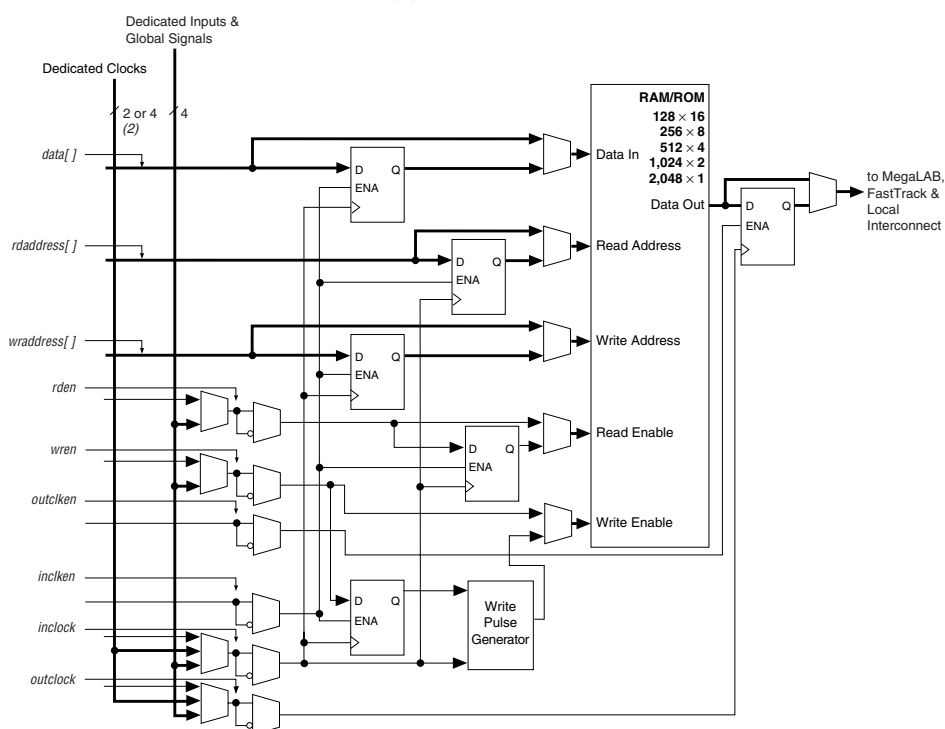 Dedicated Inputs &
Global Signals
Dedicated Clocks
2 or 4
(2)
4
RAM/ROM
128 × 16
256 × 8
512 × 4
1,024 × 2
2,048 × 1
data[ ]
D Q
ENA
Data In
Data Out
D Q
ENA
to MegaLAB,
FastTrack &
Local
Interconnect
rdaddress[ ]
D Q
ENA
Read Address
wraddress[ ]
D Q
ENA
Write Address
rden
D Q
ENA
Read Enable
wren
outclken
Write Enable
inclken
D Q
ENA
Write
Pulse
Generator
inclock
outclock